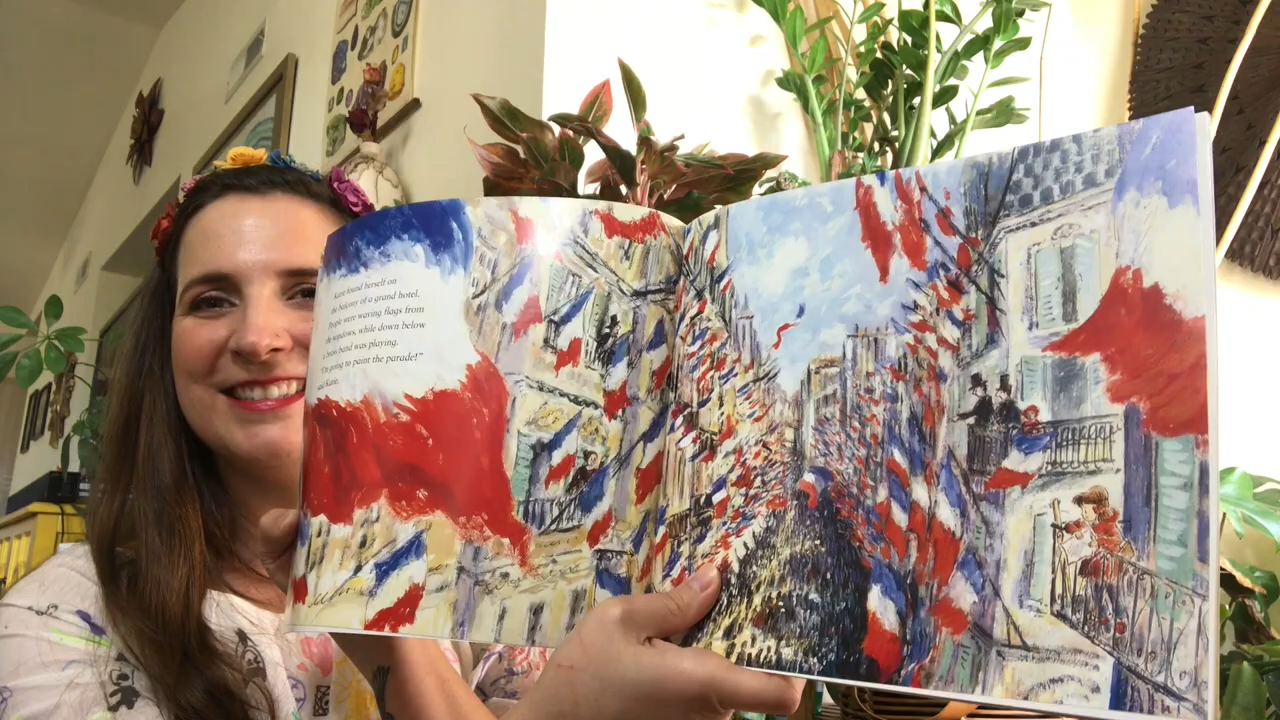 Katie found herself on
the balcony of a grand hotel.
People were waving flags from
the windows, while down below
a brass band was playing.
"I'm going to paint the parade!"
said Katie.